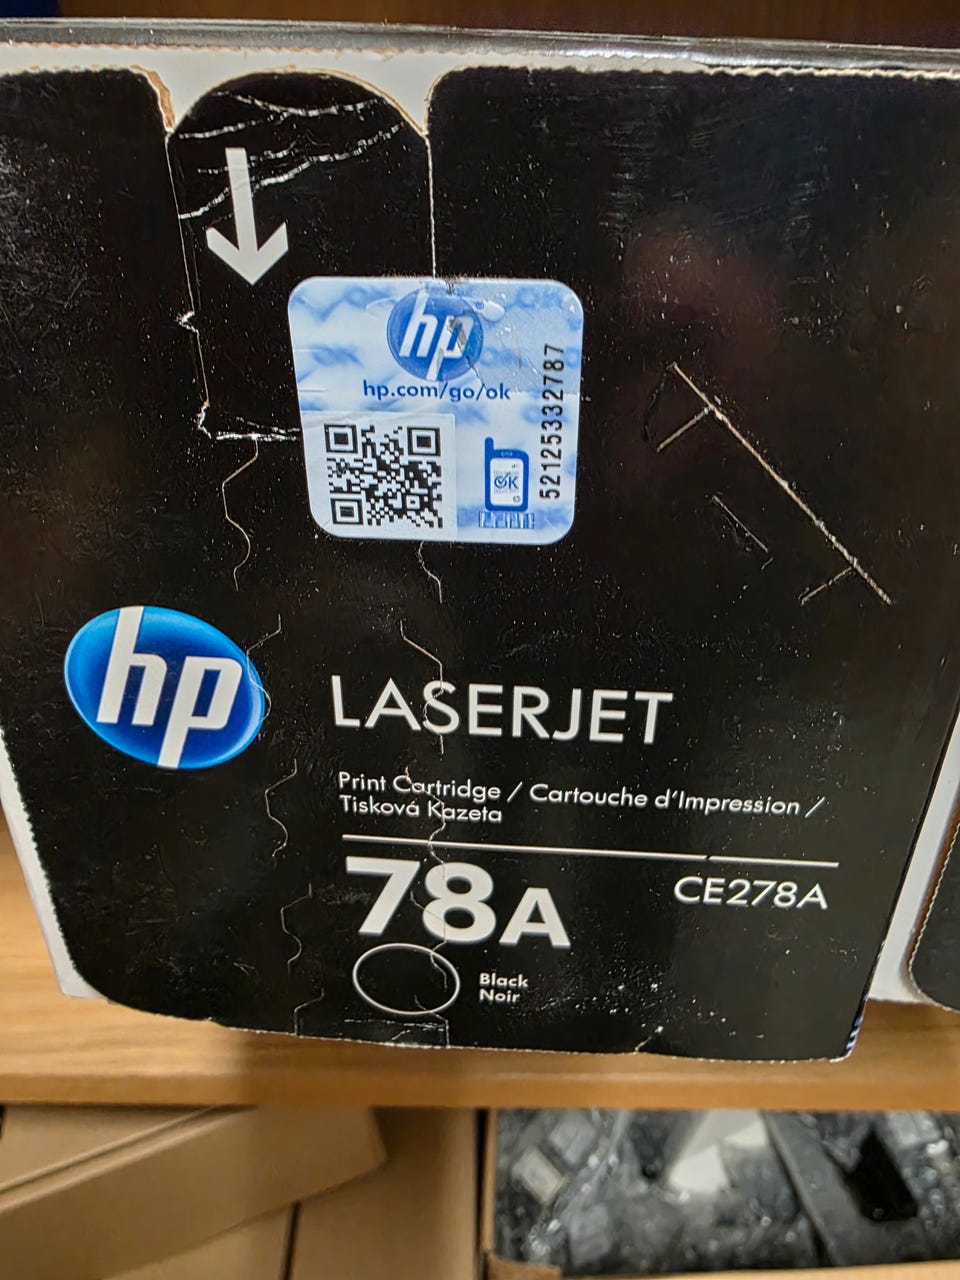 hp
hp.com/go/ok
52125332787
OK
hp
LASERJET
Print Cartridge / Cartouche d'Impression /
Tisková Kazeta
78A
CE278A
Black
Noir